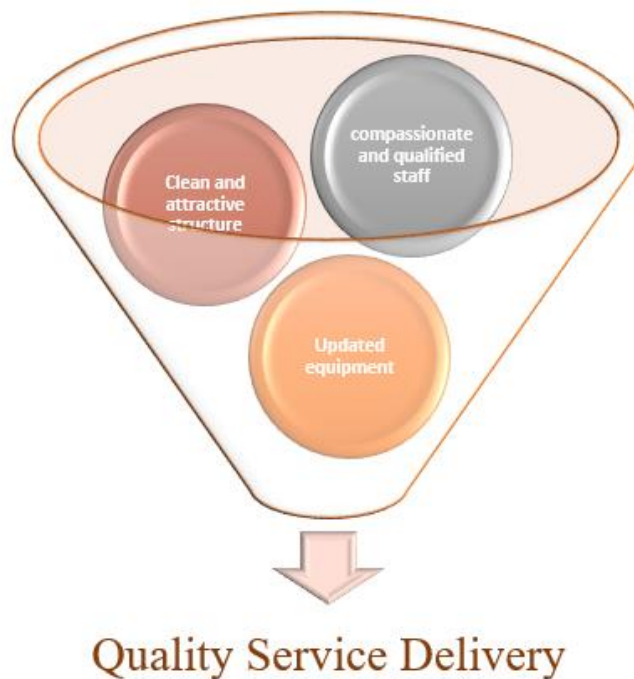 compassionate
and qualified
staff
Clean and
attractive
structure
Updated
equipment
Quality Service Delivery